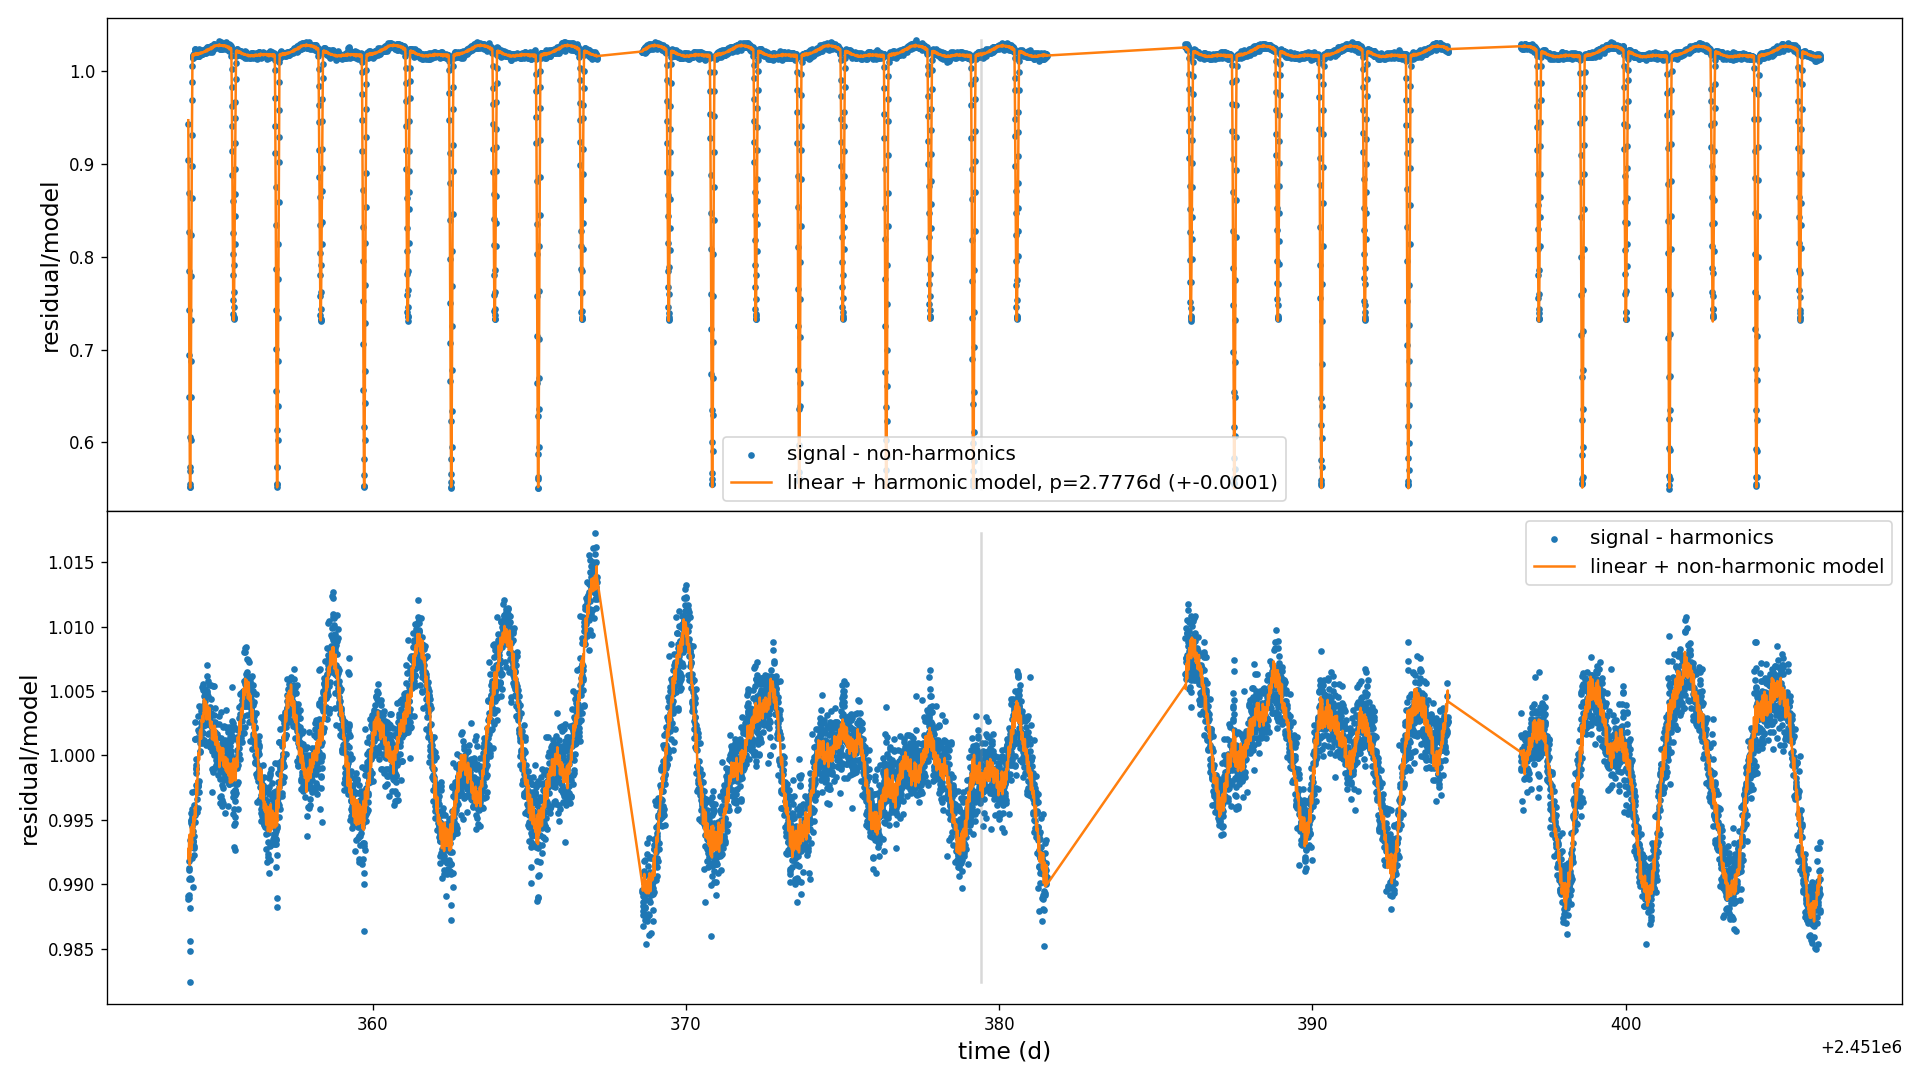 residual/model
1.0
0.9
0.8
0.7
0.6
signal - non-harmonics
linear + harmonic model, p=2.7776d (+-0.0001)
residual/model
1.015
1.010
1.005
1.000
0.995
0.990
0.985
signal - harmonics
linear + non-harmonic model
360
370
380
390
400
time (d)
+2.451e6